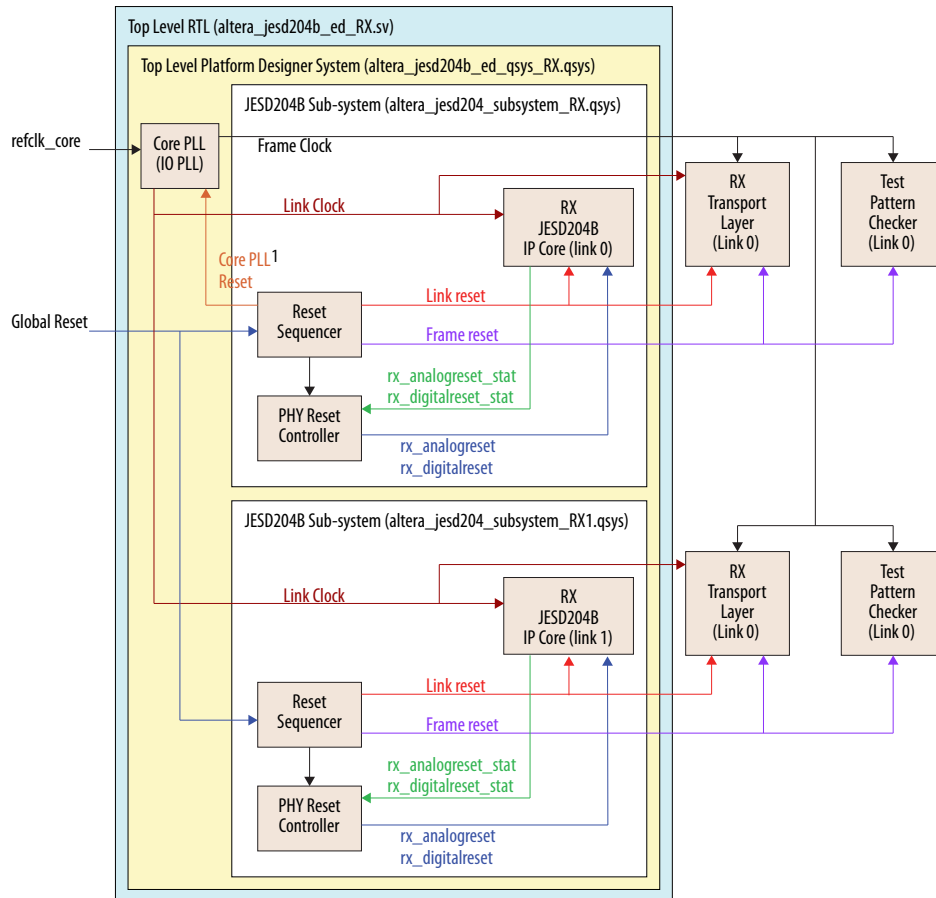 Top Level RTL (altera_jesd204b_ed_RX.sv)
Top Level Platform Designer System (altera_jesd204b_ed_qsys_RX.qsys)
JESD204B Sub-system (altera_jesd204_subsystem_RX.qsys)
refclk_core
Core PLL
(IO PLL)
Frame Clock
Link Clock
RX
JESD204B
IP Core (link 0)
RX
Transport
Layer
(Link 0)
Test
Pattern
Checker
(Link 0)
Core PLL1
Reset
Global Reset
Reset
Sequencer
Link reset
Frame reset
rx_analogreset_stat
rx_digitalreset_stat
PHY Reset
Controller
rx_analogreset
rx_digitalreset
JESD204B Sub-system (altera_jesd204_subsystem_RX1.qsys)
Link Clock
RX
JESD204B
IP Core (link 1)
RX
Transport
Layer
(Link 0)
Test
Pattern
Checker
(Link 0)
Reset
Sequencer
Link reset
Frame reset
rx_analogreset_stat
rx_digitalreset_stat
PHY Reset
Controller
rx_analogreset
rx_digitalreset